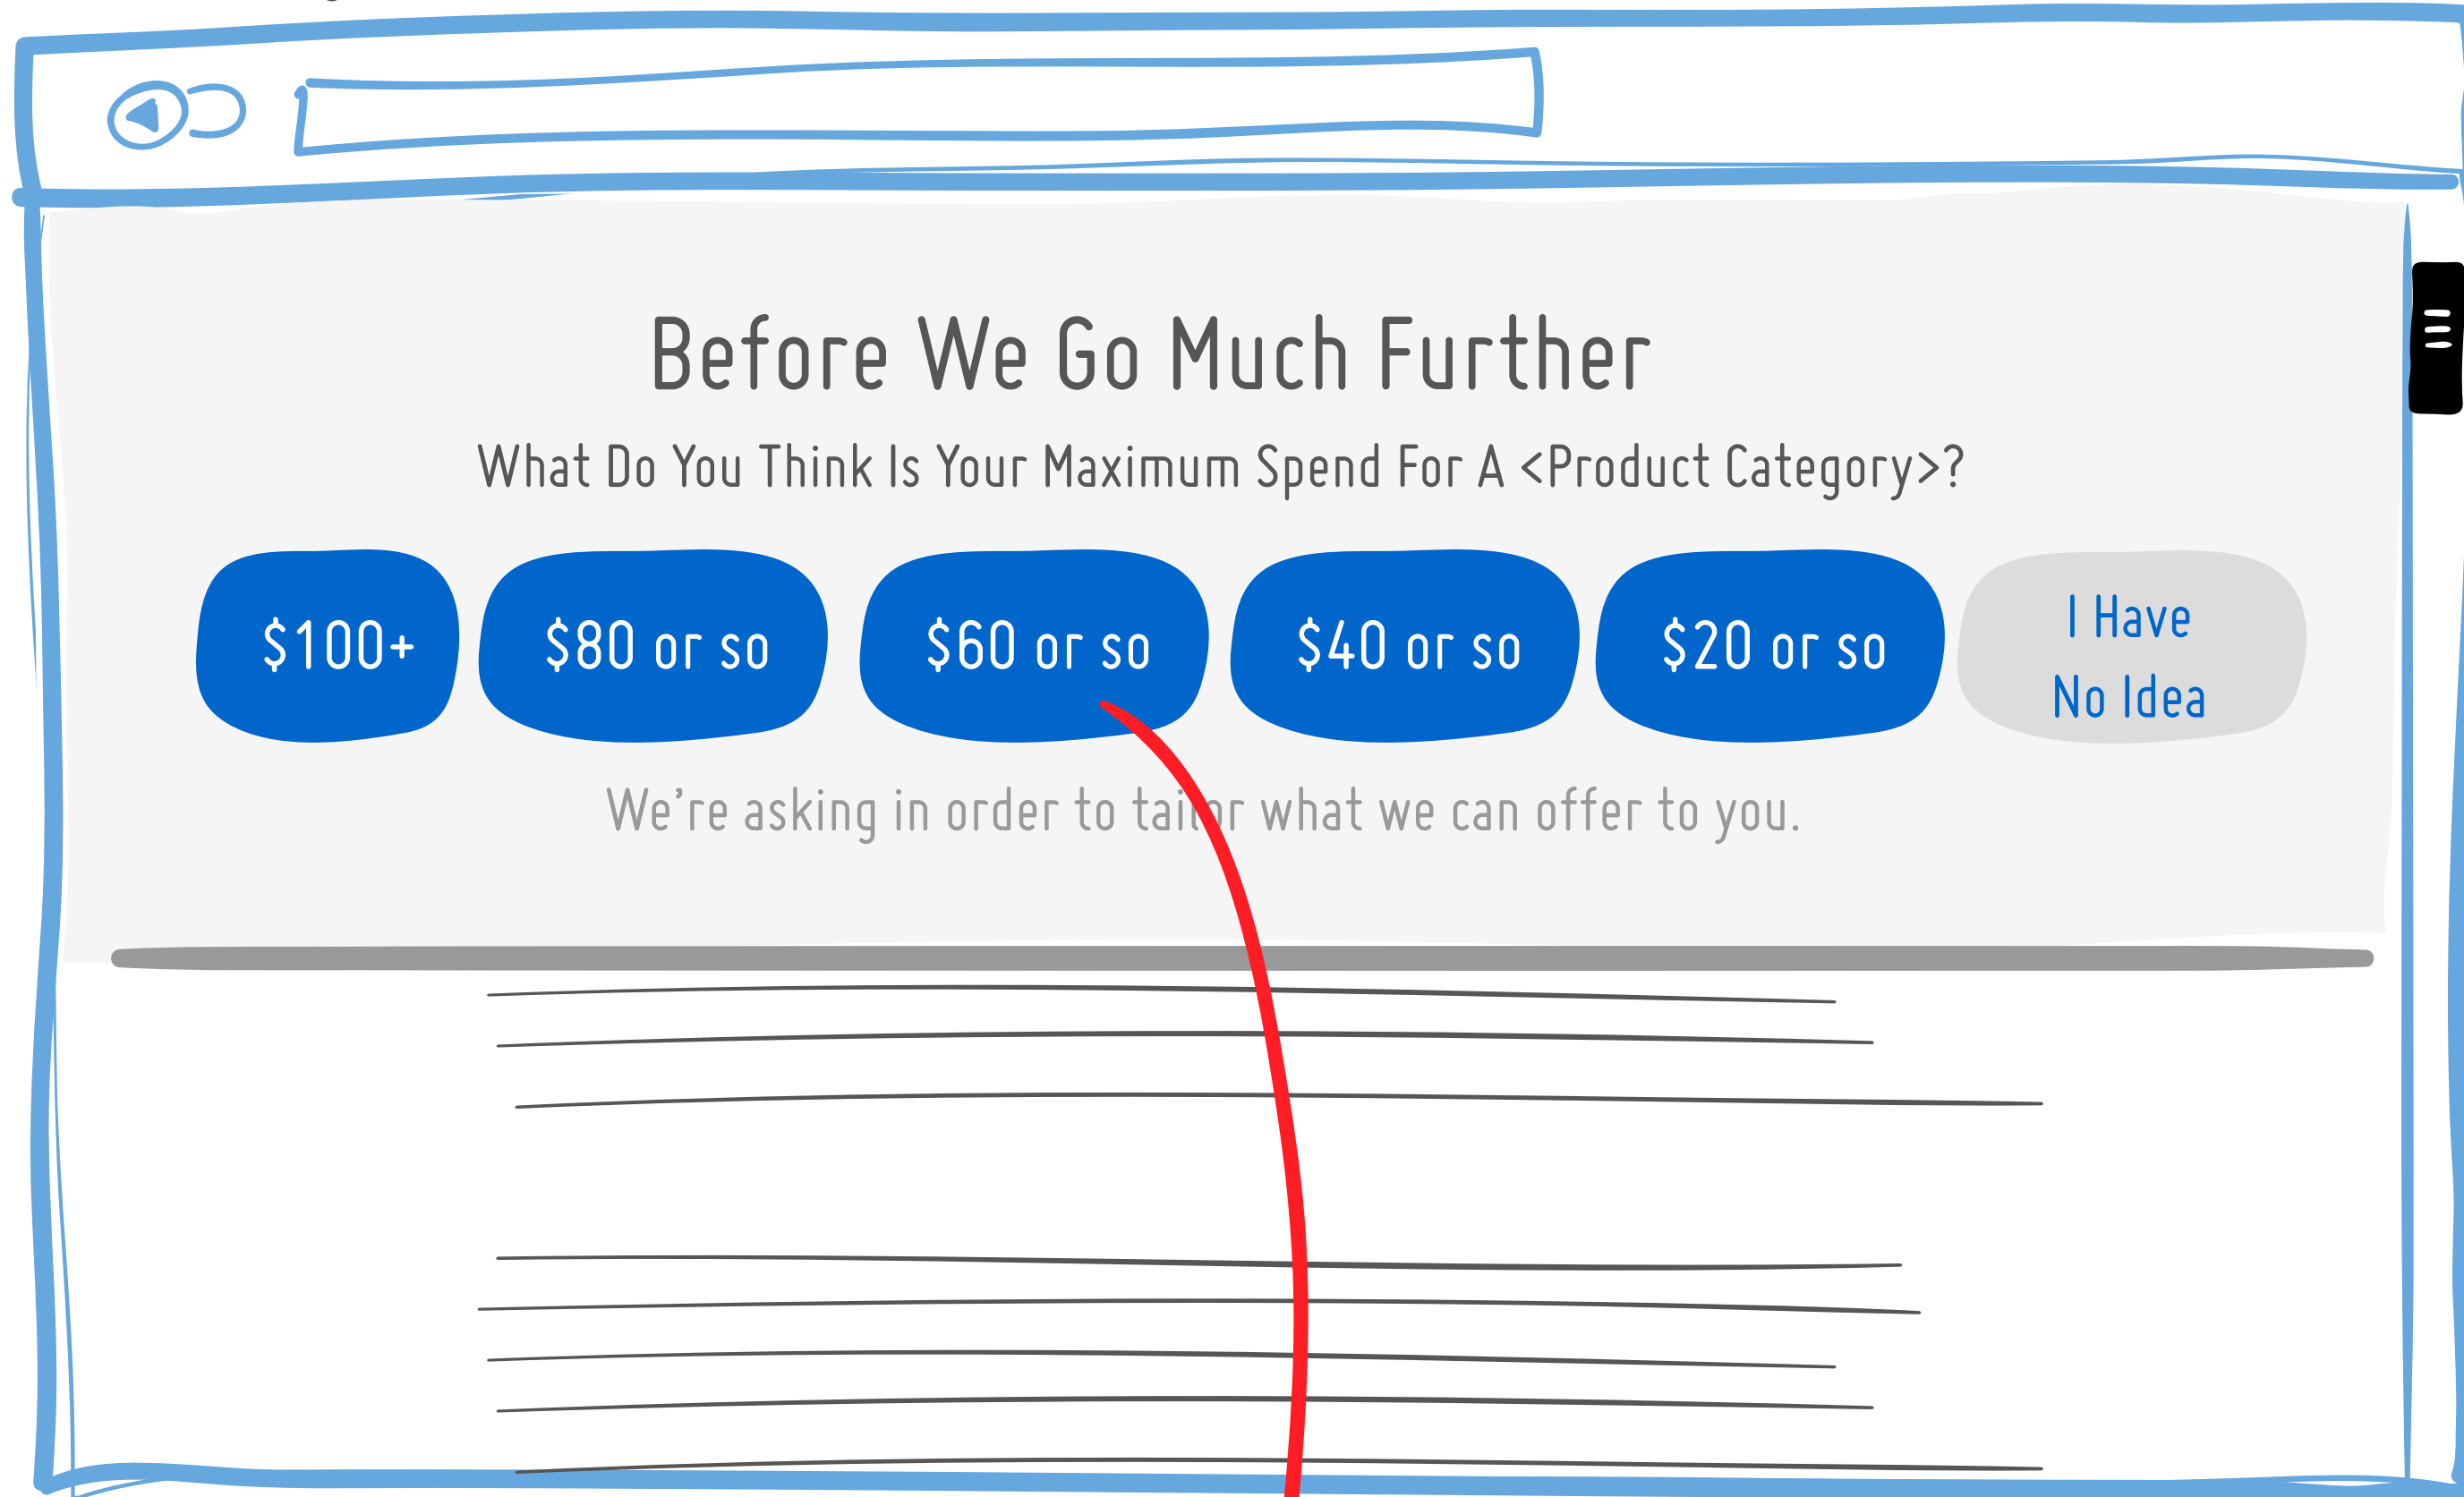 Before We Go Much Further
What Do You Think Is Your Maximum Spend For A <Product Category>?
$100+
$80 or so
$60 or so
$40 or so
$20 or so
I Have
No Idea
We're asking in order to tailor what we can offer to you.